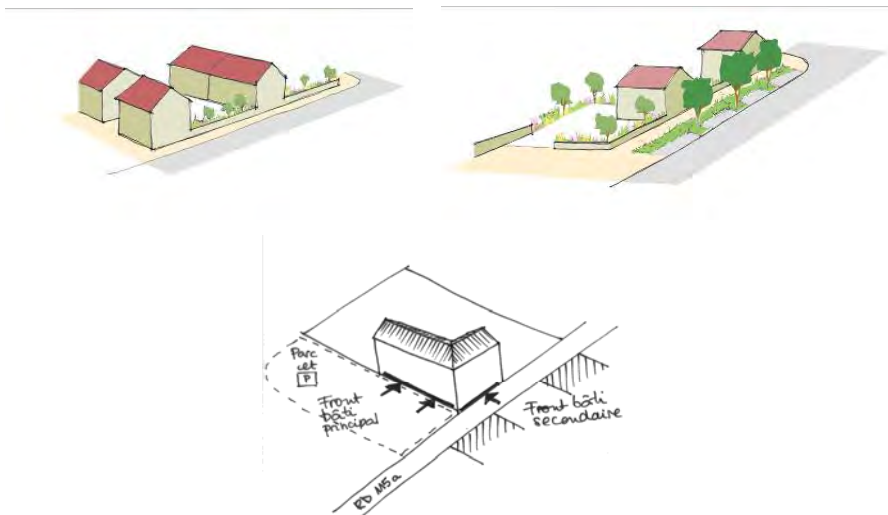 Parc
et
P
Front
bâti
principal
Front bâti
secondaire
RD 115a